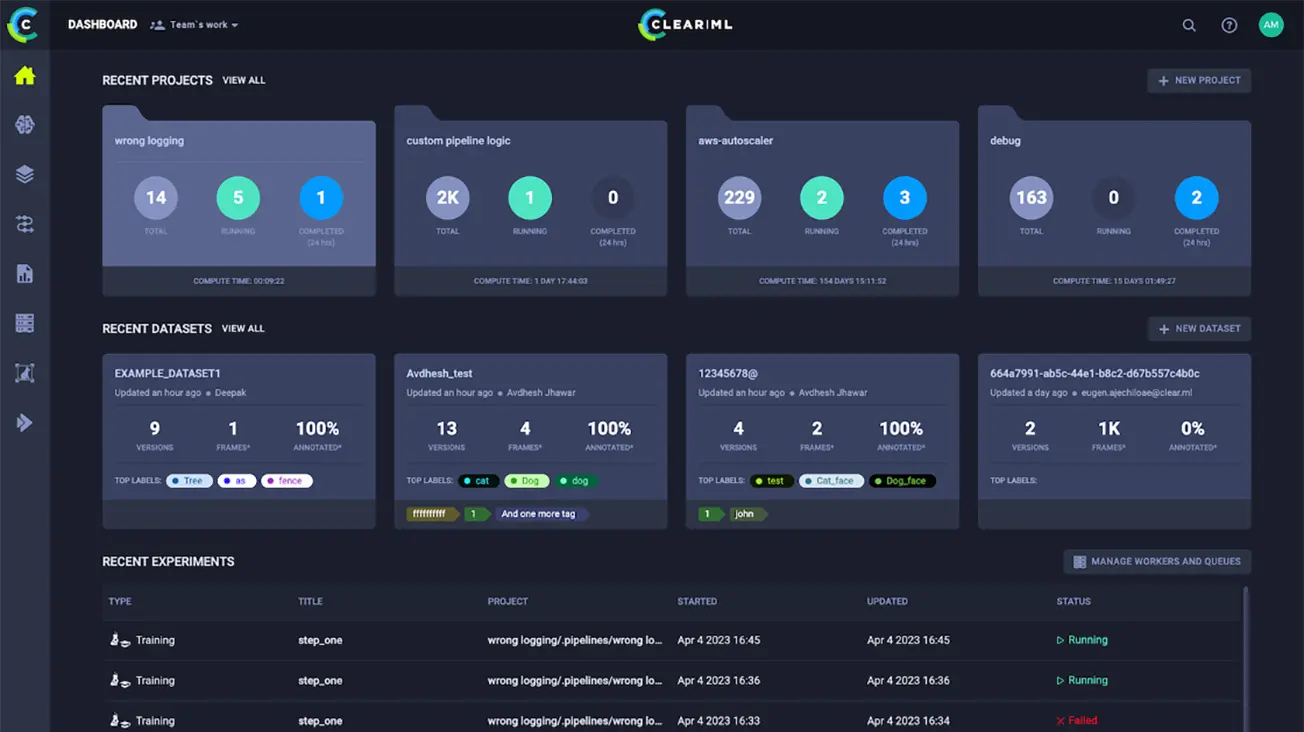 DASHBOARD Team's work CLEAR|ML AM
RECENT PROJECTS VIEW ALL + NEW PROJECT
wrong logging custom pipeline logic aws-autoscaler debug
14 5 1 2K 1 0 229 2 3 163 0 2
TOTAL RUNNING COMPLETED TOTAL RUNNING COMPLETED TOTAL RUNNING COMPLETED TOTAL RUNNING COMPLETED
(24 hrs) (24 hrs) (24 hrs) (24 hrs)
COMPUTE TIME: 00:09:22 COMPUTE TIME: 1 DAY 17:44:03 COMPUTE TIME: 154 DAYS 15:11:52 COMPUTE TIME: 15 DAYS 01:49:27
RECENT DATASETS VIEW ALL + NEW DATASET
EXAMPLE_DATASET1 Avdhesh_test 12345678@ 664a7991-ab5c-44e1-b8c2-d67b557c4b0c
Updated an hour ago Deepak Updated an hour ago Avdhesh Jhawar Updated an hour ago Avdhesh Jhawar Updated a day ago eugen.ajechiloae@clear.ml
9 1 100% 13 4 100% 4 2 100% 2 1K 0%
VERSIONS FRAMES* ANNOTATED* VERSIONS FRAMES* ANNOTATED* VERSIONS FRAMES* ANNOTATED* VERSIONS FRAMES* ANNOTATED*
TOP LABELS: Tree as fence TOP LABELS: cat Dog dog TOP LABELS: test Cat_face Dog_face TOP LABELS:
ffffffffff 1 And one more tag 1 john
RECENT EXPERIMENTS MANAGE WORKERS AND QUEUES
TYPE TITLE PROJECT STARTED UPDATED STATUS
Training step_one wrong logging/.pipelines/wrong lo... Apr 4 2023 16:45 Apr 4 2023 16:45 Running
Training step_one wrong logging/.pipelines/wrong lo... Apr 4 2023 16:36 Apr 4 2023 16:36 Running
Training step_one wrong logging/.pipelines/wrong lo... Apr 4 2023 16:33 Apr 4 2023 16:34 Failed